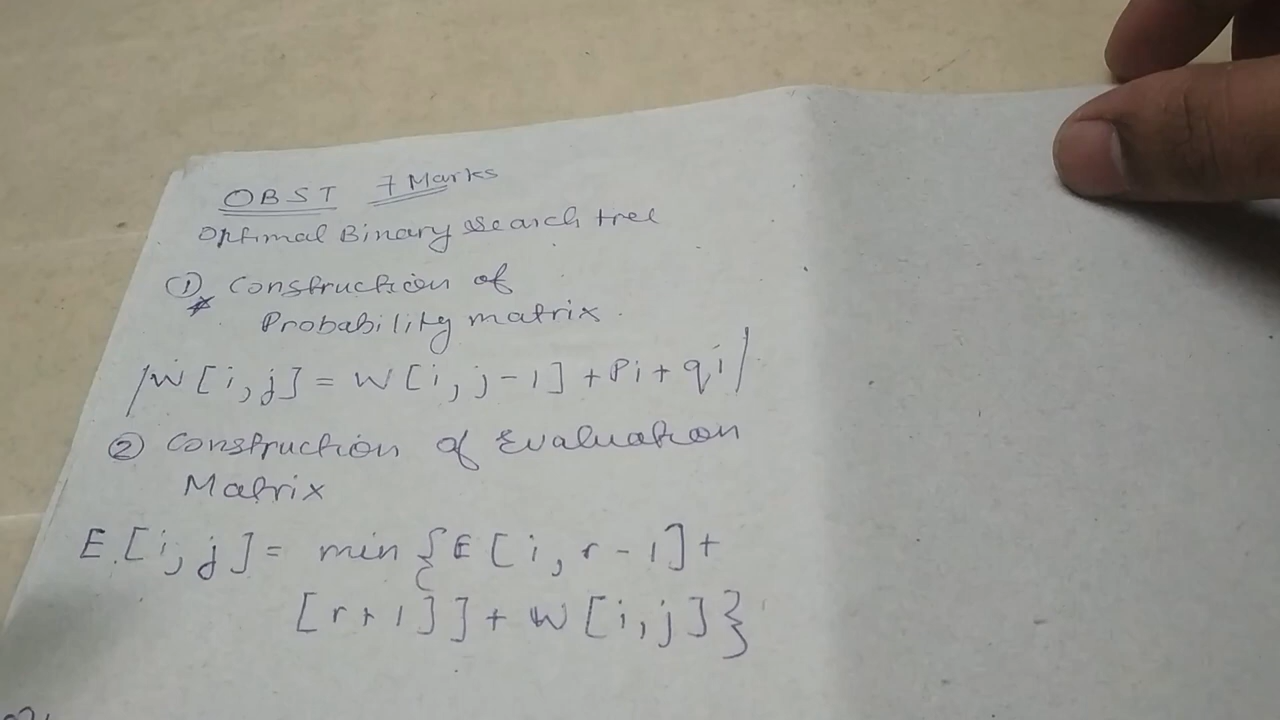 OBST 7 Marks
Optimal Binary Search tree
① Construction of
* Probability matrix.
|W[i,j] = W[i, j-1] + Pi + qi|
② Construction of Evaluation
Matrix
E[i,j] = min {E[i, r-1] +
[r+1]] + W[i,j]}